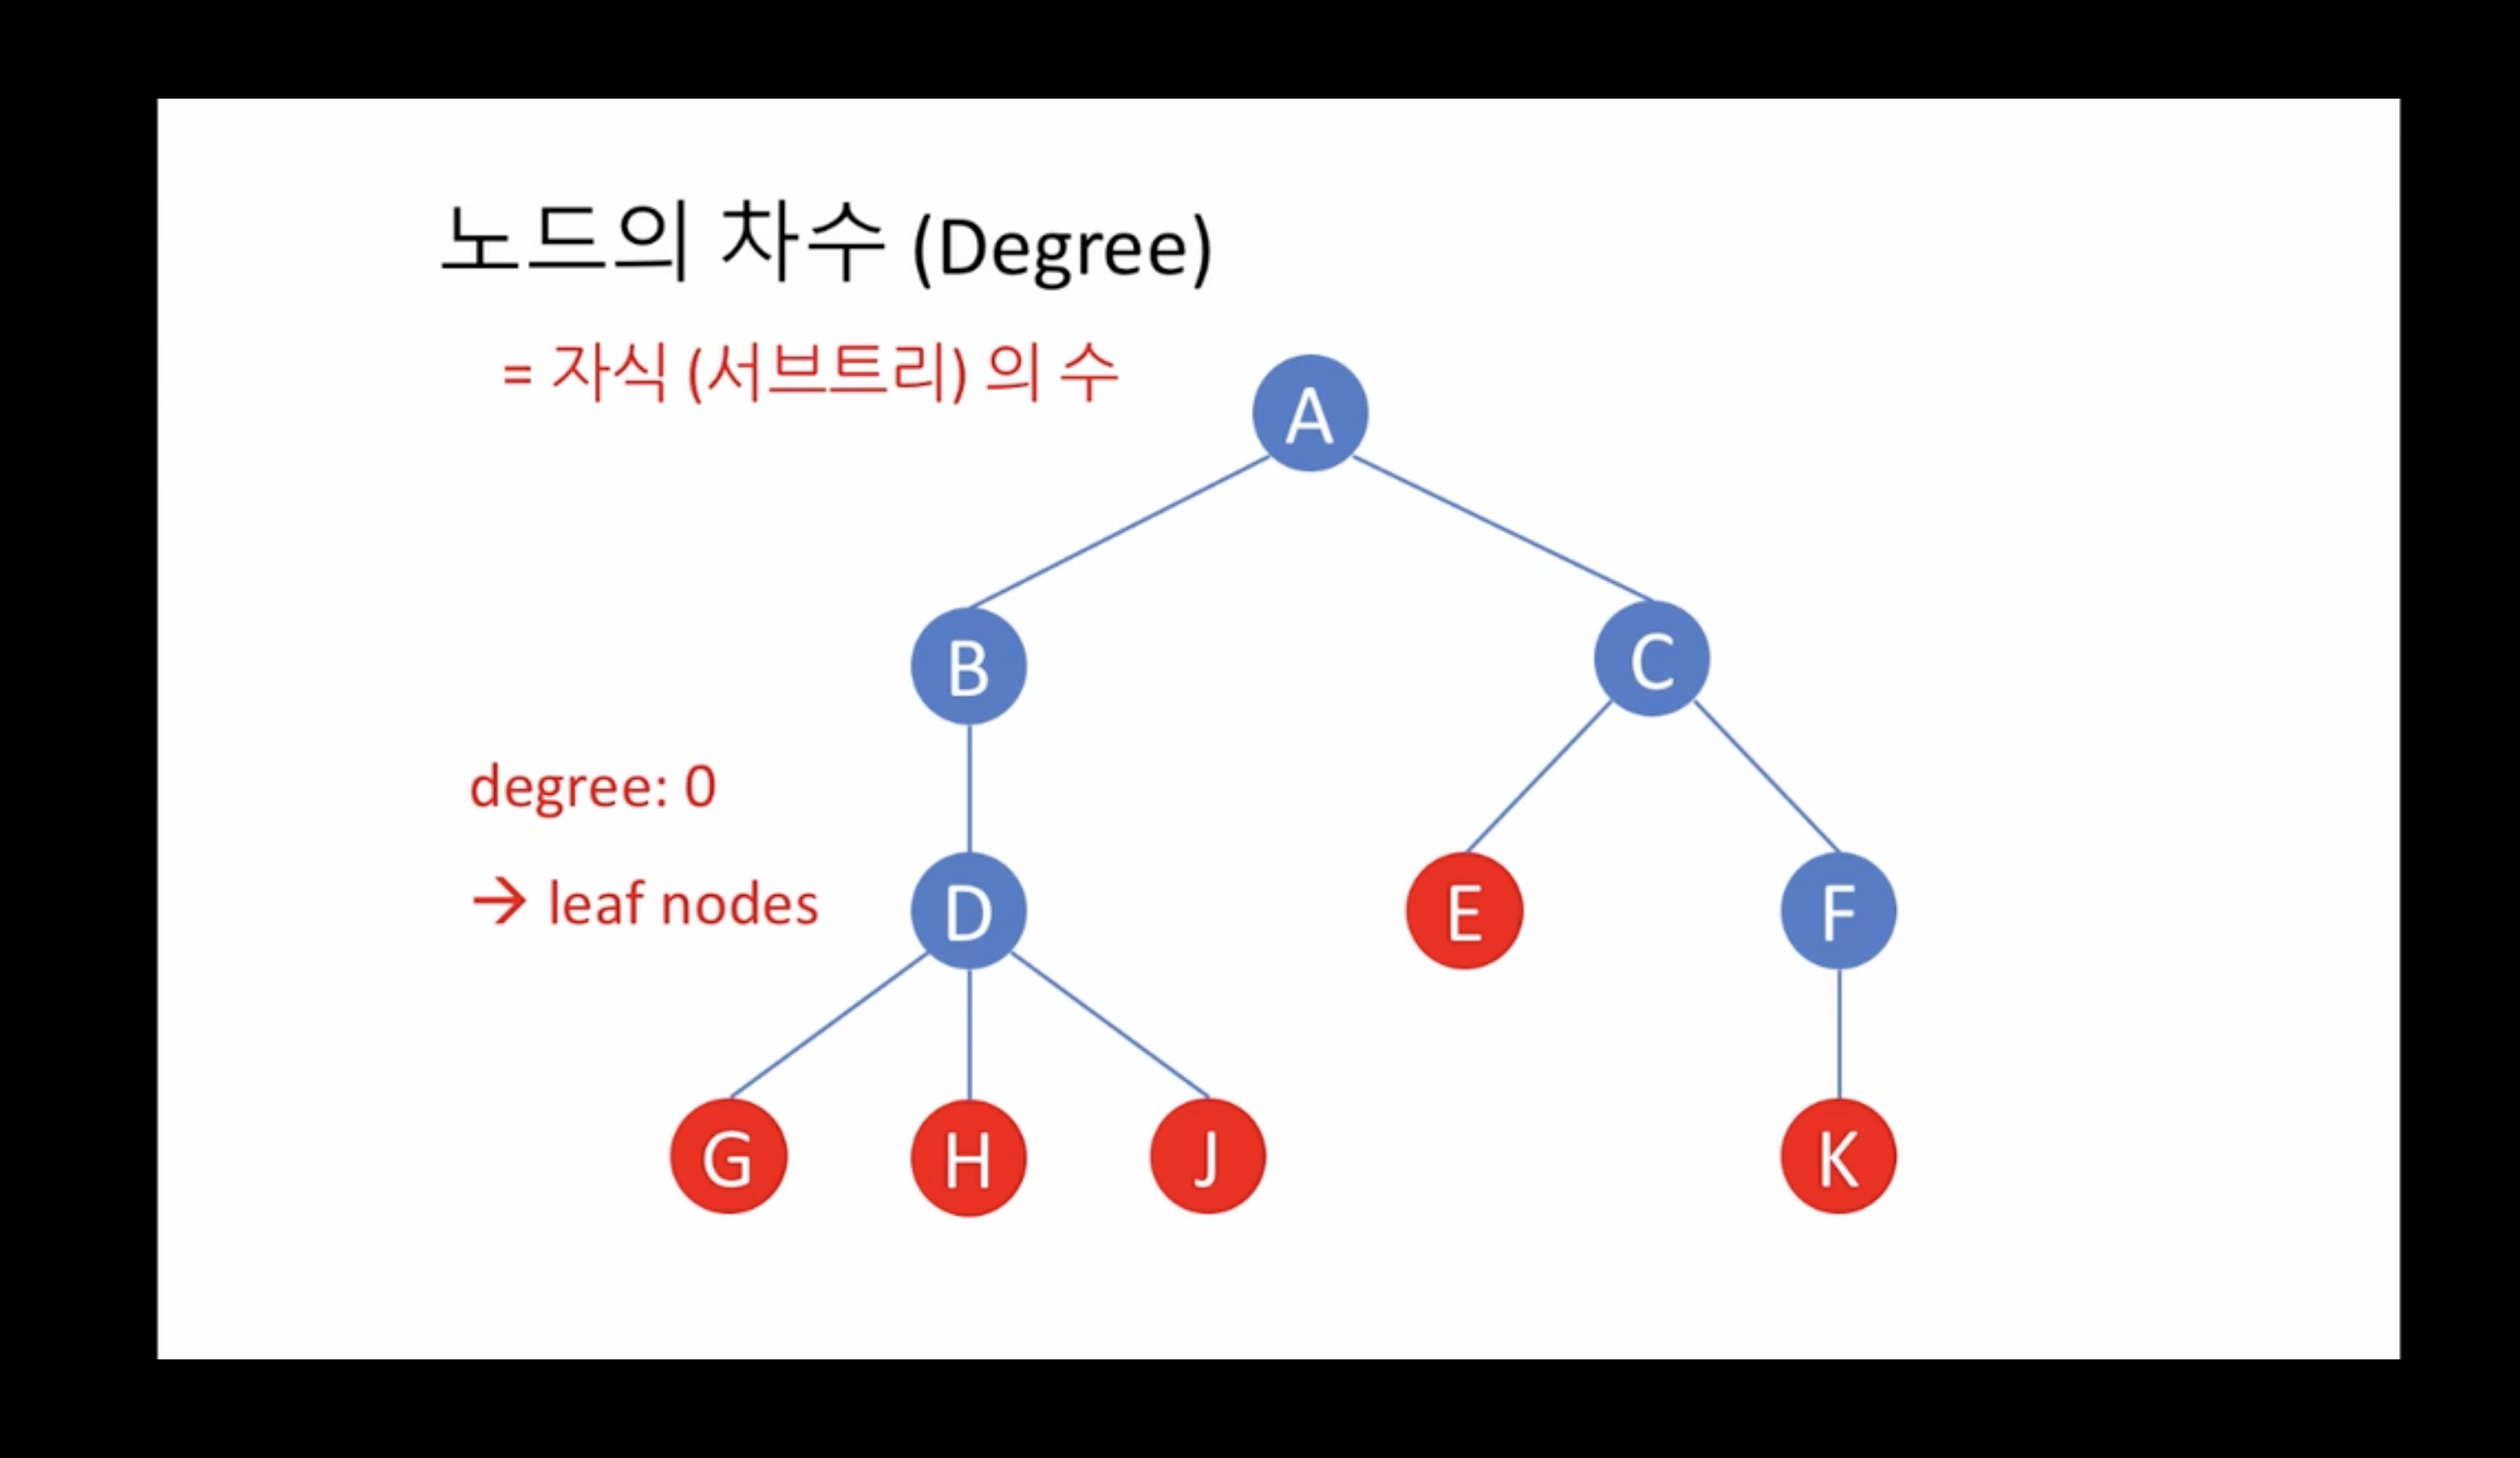 노드의 차수 (Degree)
= 자식 (서브트리) 의 수
A
B
C
degree: 0
→ leaf nodes
D
E
F
G
H
J
K